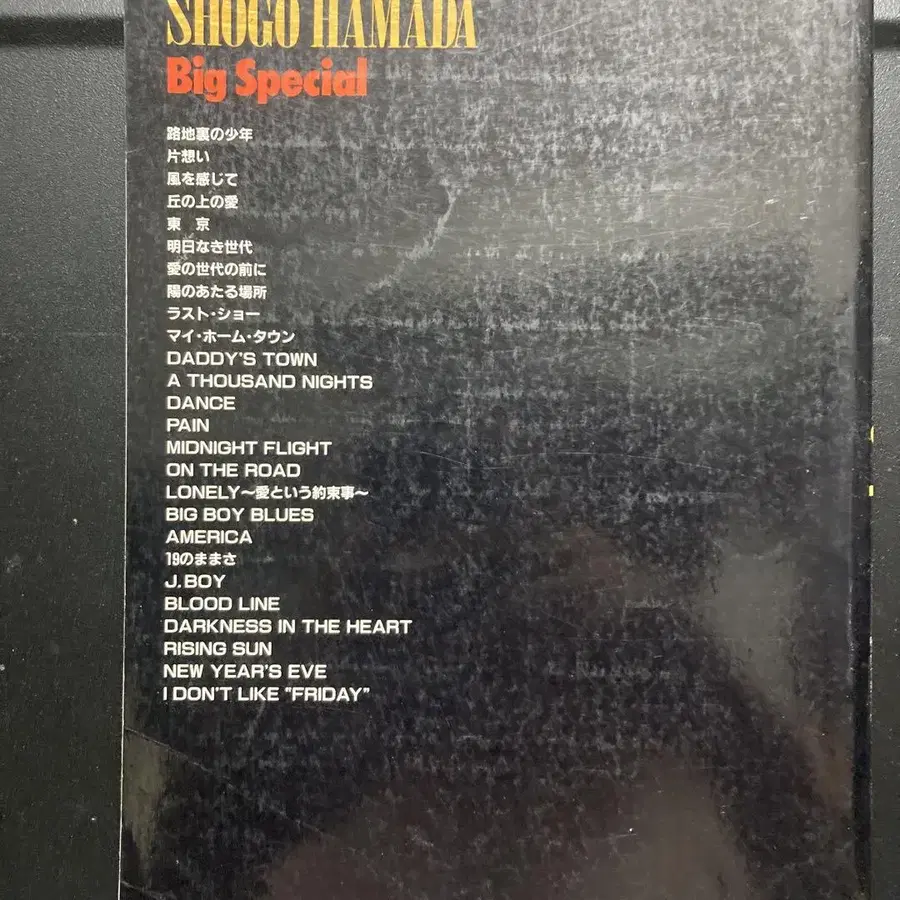 SHOGO HAMADA
Big Special
路地裏の少年
片想い
風を感じて
丘の上の愛
東 京
明日なき世代
愛の世代の前に
陽のあたる場所
ラスト・ショー
マイ・ホーム・タウン
DADDY'S TOWN
A THOUSAND NIGHTS
DANCE
PAIN
MIDNIGHT FLIGHT
ON THE ROAD
LONELY〜愛という約束事〜
BIG BOY BLUES
AMERICA
19のままさ
J.BOY
BLOOD LINE
DARKNESS IN THE HEART
RISING SUN
NEW YEAR'S EVE
I DON'T LIKE "FRIDAY"